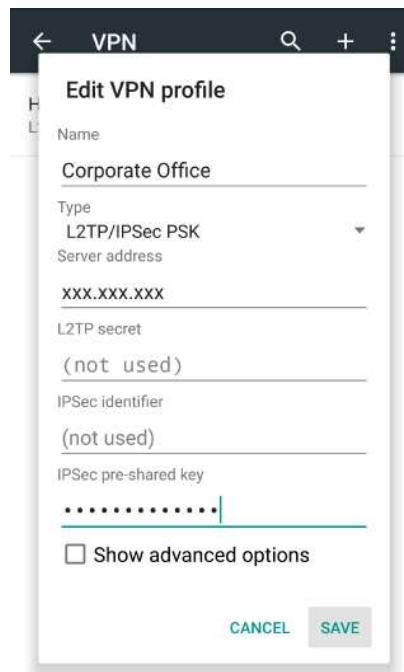 VPN
H
L
Edit VPN profile
Name
Corporate Office
Type
L2TP/IPSec PSK
Server address
xxx.xxx.xxx
L2TP secret
(not used)
IPSec identifier
(not used)
IPSec pre-shared key
•••••••••••••
Show advanced options
CANCEL SAVE